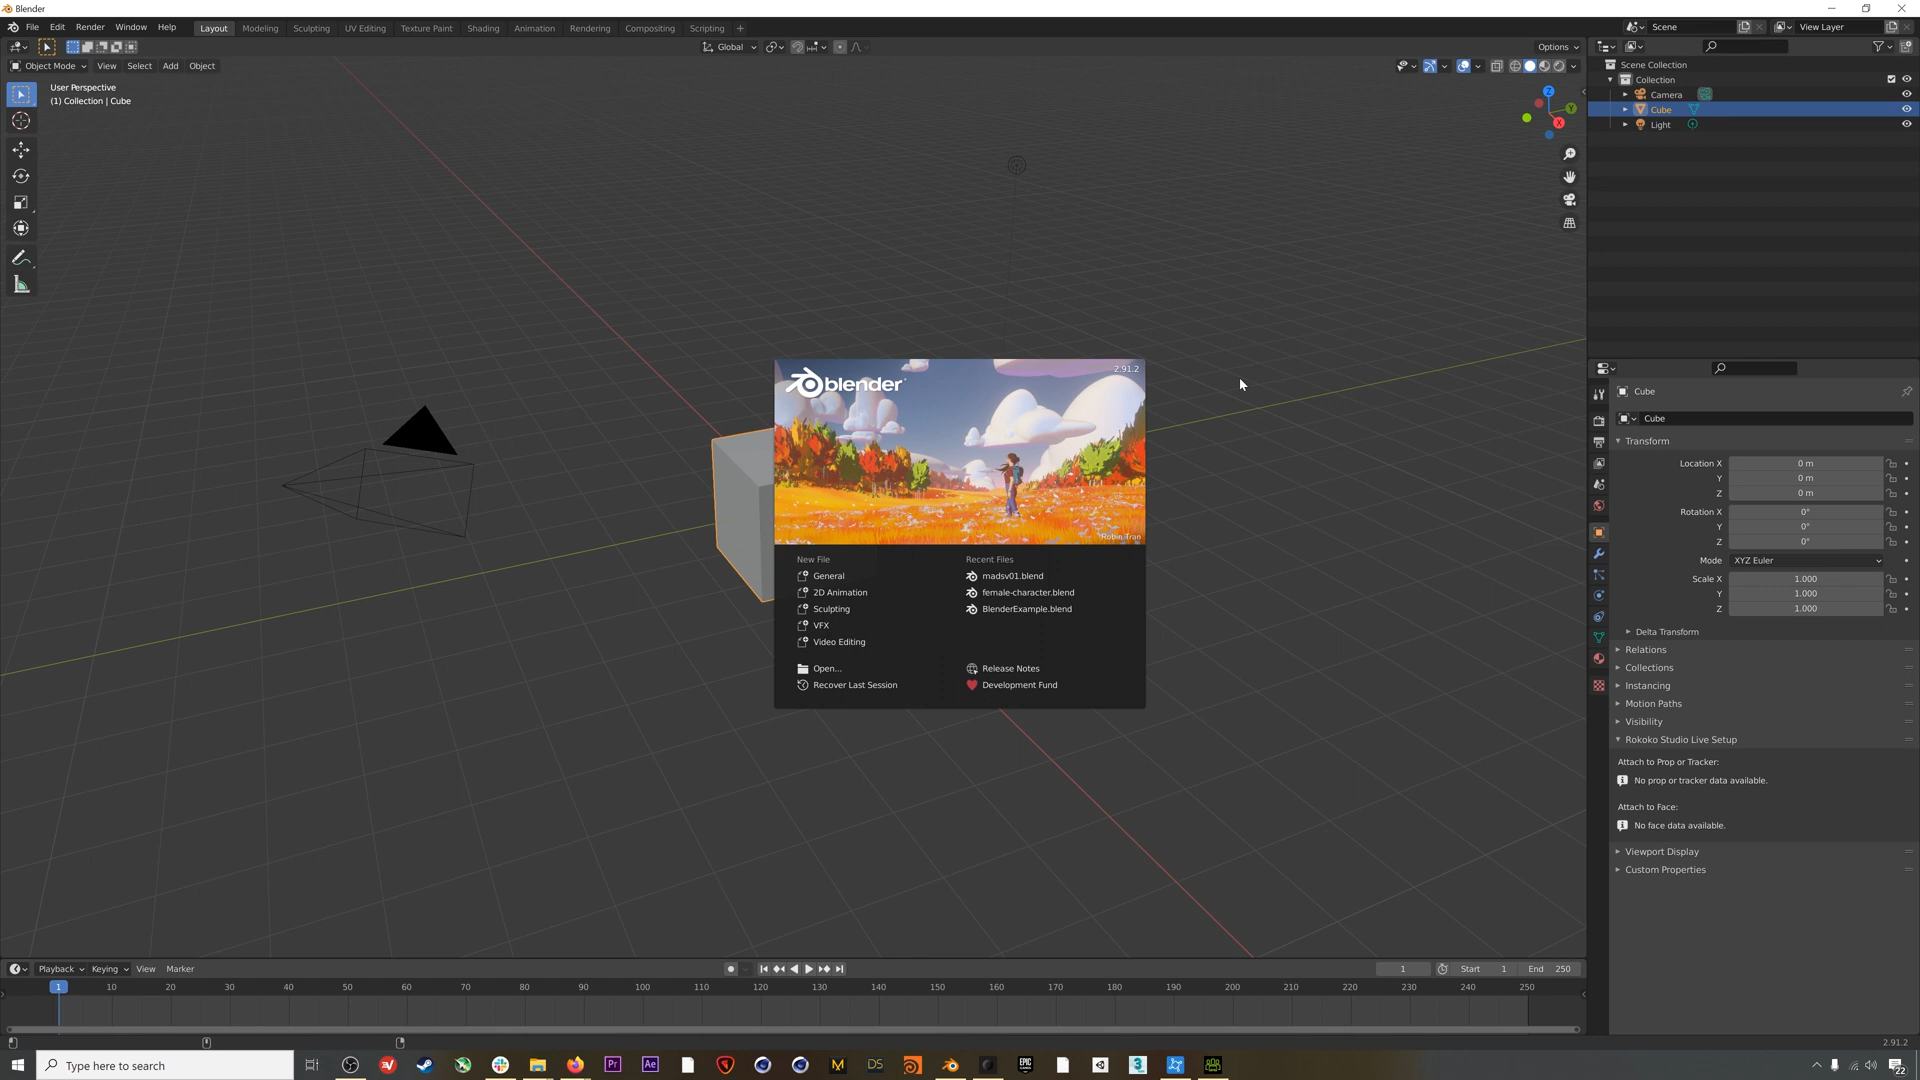 Blender
File Edit Render Window Help
Layout Modeling Sculpting UV Editing Texture Paint Shading Animation Rendering Compositing Scripting +
Scene
View Layer
Global
Options
Object Mode View Select Add Object
User Perspective
(1) Collection | Cube
Z
Y
X
Scene Collection
Collection
Camera
Cube
Light
blender
2.91.2
Robin Tran
New File
General
2D Animation
Sculpting
VFX
Video Editing
Open...
Recover Last Session
Recent Files
madsv01.blend
female-character.blend
BlenderExample.blend
Release Notes
Development Fund
Cube
Cube
Transform
Location X 0 m
Y 0 m
Z 0 m
Rotation X 0°
Y 0°
Z 0°
Mode XYZ Euler
Scale X 1.000
Y 1.000
Z 1.000
Delta Transform
Relations
Collections
Instancing
Motion Paths
Visibility
Rokoko Studio Live Setup
Attach to Prop or Tracker:
No prop or tracker data available.
Attach to Face:
No face data available.
Viewport Display
Custom Properties
Playback Keying View Marker
1 Start 1 End 250
1 10 20 30 40 50 60 70 80 90 100 110 120 130 140 150 160 170 180 190 200 210 220 230 240 250
2.91.2
Type here to search
Pr Ae DS
EPIC GAMES
3
22